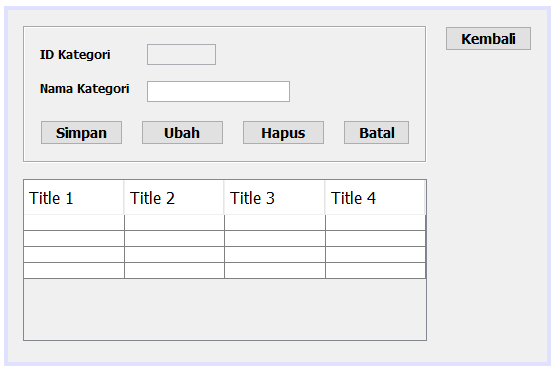 Kembali
ID Kategori
Nama Kategori
Simpan Ubah Hapus Batal
Title 1 Title 2 Title 3 Title 4